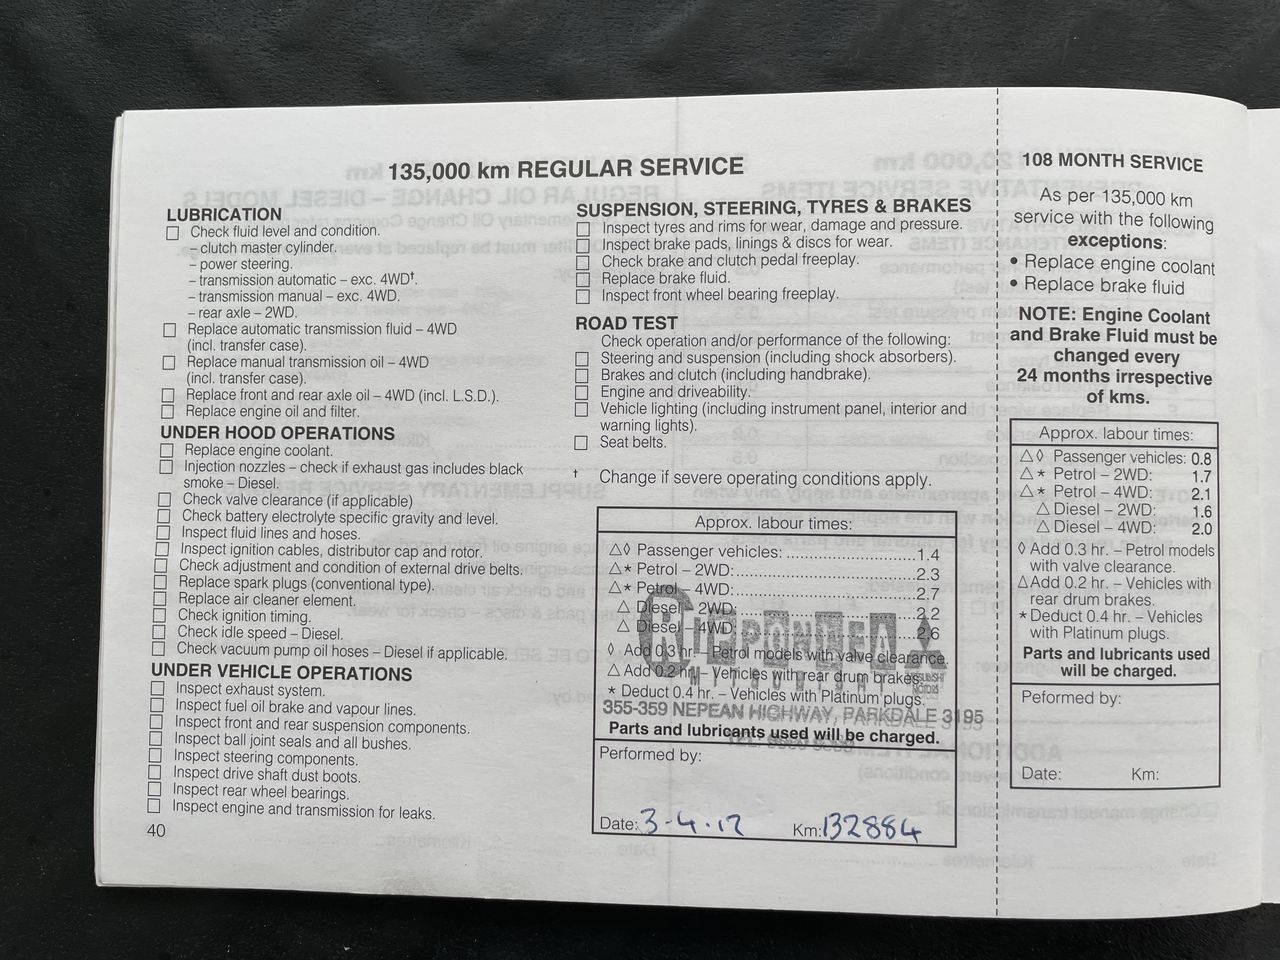 135,000 km REGULAR SERVICE
LUBRICATION
Check fluid level and condition.
– clutch master cylinder.
– power steering.
– transmission automatic – exc. 4WD†.
– transmission manual – exc. 4WD.
– rear axle – 2WD.
Replace automatic transmission fluid – 4WD
(incl. transfer case).
Replace manual transmission oil – 4WD
(incl. transfer case).
Replace front and rear axle oil – 4WD (incl. L.S.D.).
Replace engine oil and filter.
UNDER HOOD OPERATIONS
Replace engine coolant.
Injection nozzles – check if exhaust gas includes black
smoke – Diesel.
Check valve clearance (if applicable)
Check battery electrolyte specific gravity and level.
Inspect fluid lines and hoses.
Inspect ignition cables, distributor cap and rotor.
Check adjustment and condition of external drive belts.
Replace spark plugs (conventional type).
Replace air cleaner element.
Check ignition timing.
Check idle speed – Diesel.
Check vacuum pump oil hoses – Diesel if applicable.
UNDER VEHICLE OPERATIONS
Inspect exhaust system.
Inspect fuel oil brake and vapour lines.
Inspect front and rear suspension components.
Inspect ball joint seals and all bushes.
Inspect steering components.
Inspect drive shaft dust boots.
Inspect rear wheel bearings.
Inspect engine and transmission for leaks.
40
SUSPENSION, STEERING, TYRES & BRAKES
Inspect tyres and rims for wear, damage and pressure.
Inspect brake pads, linings & discs for wear.
Check brake and clutch pedal freeplay.
Replace brake fluid.
Inspect front wheel bearing freeplay.
ROAD TEST
Check operation and/or performance of the following:
Steering and suspension (including shock absorbers).
Brakes and clutch (including handbrake).
Engine and driveability.
Vehicle lighting (including instrument panel, interior and
warning lights).
Seat belts.
† Change if severe operating conditions apply.
Approx. labour times:
△◊ Passenger vehicles: 1.4
△* Petrol – 2WD: 2.3
△* Petrol – 4WD: 2.7
△ Diesel – 2WD: 2.2
△ Diesel – 4WD: 2.6
◊ Add 0.3 hr. – Petrol models with valve clearance.
△ Add 0.2 hr. – Vehicles with rear drum brakes.
* Deduct 0.4 hr. – Vehicles with Platinum plugs.
MITSUBISHI
MOTORS
355-359 NEPEAN HIGHWAY, PARKDALE 3195
Parts and lubricants used will be charged.
Performed by:
Date: 3-4.12 Km: 132884
108 MONTH SERVICE
As per 135,000 km
service with the following
exceptions:
• Replace engine coolant
• Replace brake fluid
NOTE: Engine Coolant
and Brake Fluid must be
changed every
24 months irrespective
of kms.
Approx. labour times:
△◊ Passenger vehicles: 0.8
△* Petrol – 2WD: 1.7
△* Petrol – 4WD: 2.1
△ Diesel – 2WD: 1.6
△ Diesel – 4WD: 2.0
◊ Add 0.3 hr. – Petrol models
with valve clearance.
△Add 0.2 hr. – Vehicles with
rear drum brakes.
* Deduct 0.4 hr. – Vehicles
with Platinum plugs.
Parts and lubricants used
will be charged.
Peformed by:
Date: Km: